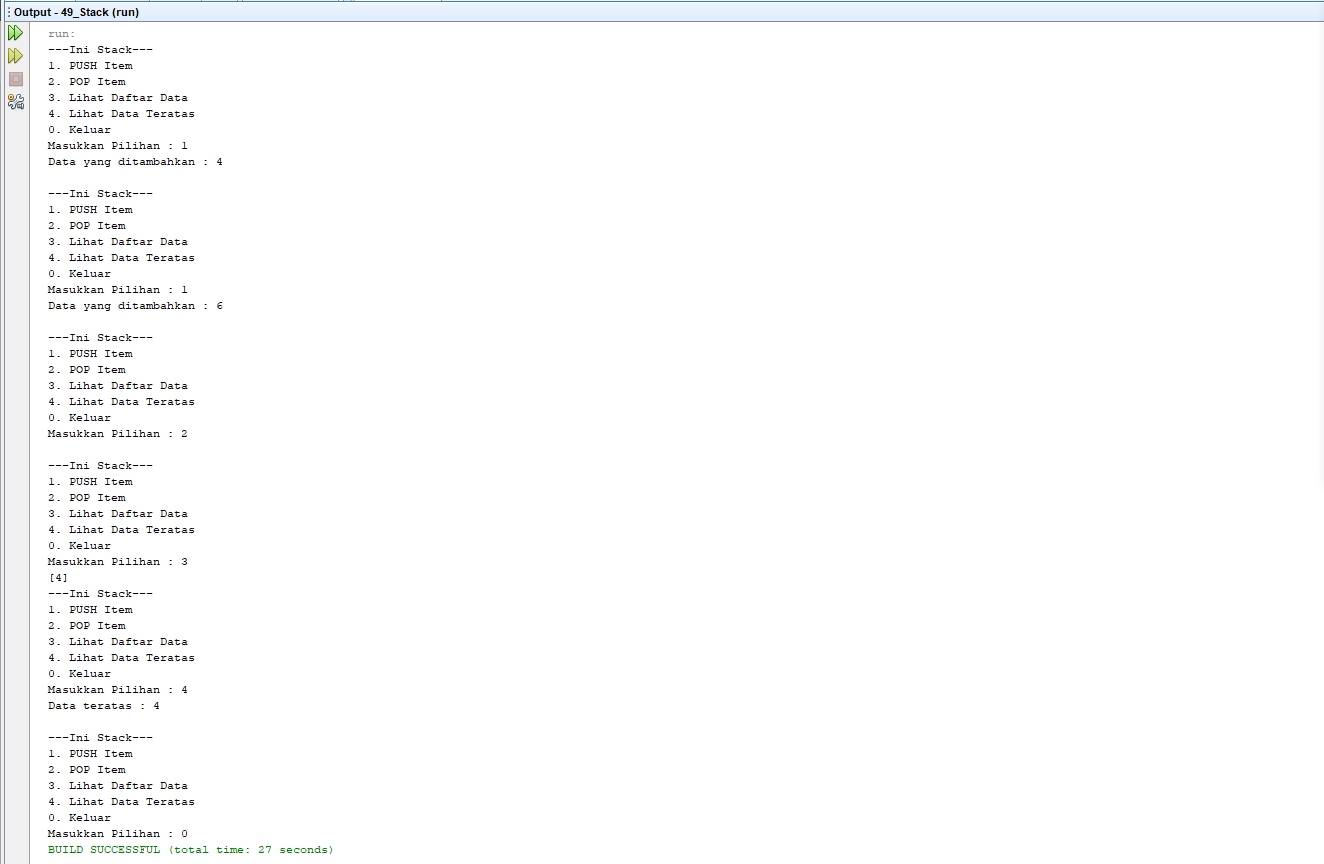 Output - 49_Stack (run)
run:
---Ini Stack---
1. PUSH Item
2. POP Item
3. Lihat Daftar Data
4. Lihat Data Teratas
0. Keluar
Masukkan Pilihan : 1
Data yang ditambahkan : 4
---Ini Stack---
1. PUSH Item
2. POP Item
3. Lihat Daftar Data
4. Lihat Data Teratas
0. Keluar
Masukkan Pilihan : 1
Data yang ditambahkan : 6
---Ini Stack---
1. PUSH Item
2. POP Item
3. Lihat Daftar Data
4. Lihat Data Teratas
0. Keluar
Masukkan Pilihan : 2
---Ini Stack---
1. PUSH Item
2. POP Item
3. Lihat Daftar Data
4. Lihat Data Teratas
0. Keluar
Masukkan Pilihan : 3
[4]
---Ini Stack---
1. PUSH Item
2. POP Item
3. Lihat Daftar Data
4. Lihat Data Teratas
0. Keluar
Masukkan Pilihan : 4
Data teratas : 4
---Ini Stack---
1. PUSH Item
2. POP Item
3. Lihat Daftar Data
4. Lihat Data Teratas
0. Keluar
Masukkan Pilihan : 0
BUILD SUCCESSFUL (total time: 27 seconds)